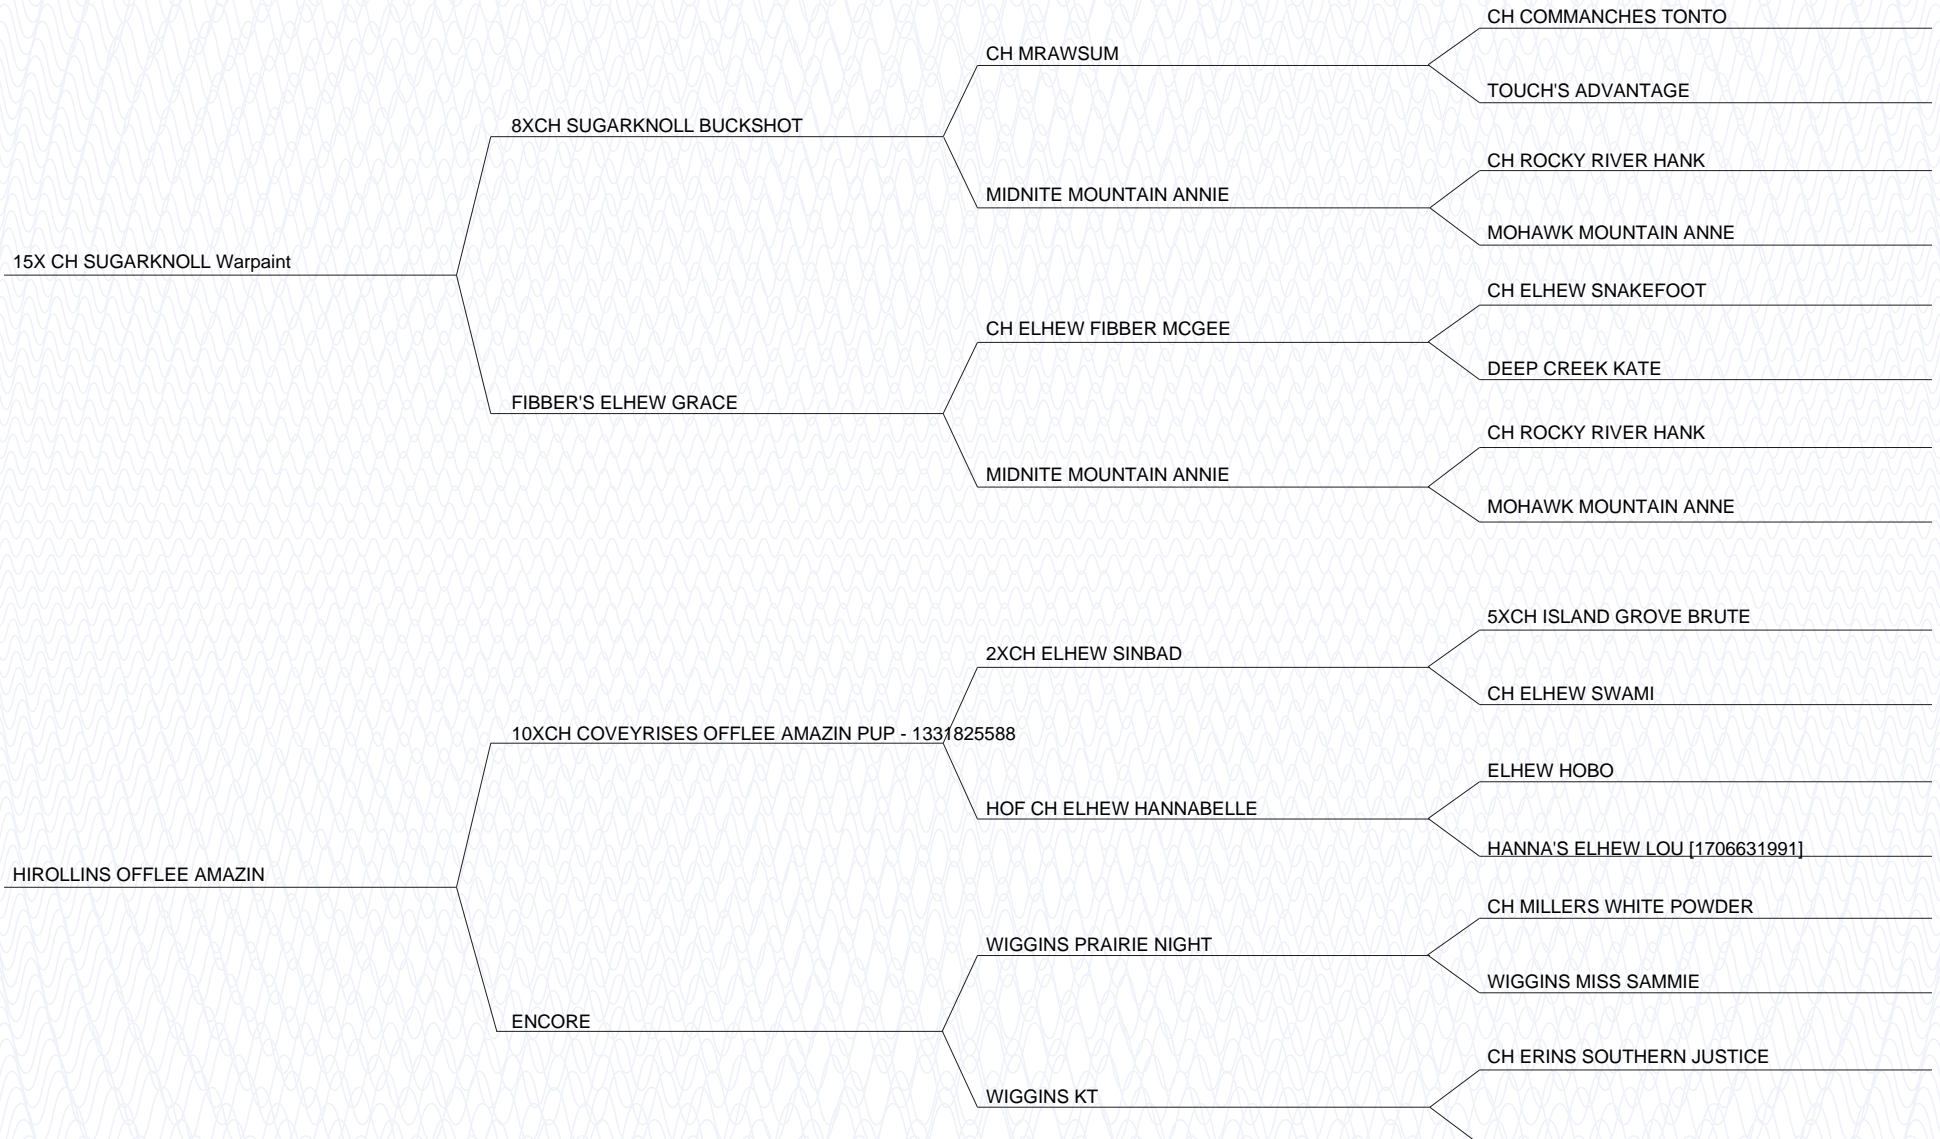 CH COMMANCHES TONTO
CH MRAWSUM
TOUCH'S ADVANTAGE
8XCH SUGARKNOLL BUCKSHOT
CH ROCKY RIVER HANK
MIDNITE MOUNTAIN ANNIE
MOHAWK MOUNTAIN ANNE
15X CH SUGARKNOLL Warpaint
CH ELHEW SNAKEFOOT
CH ELHEW FIBBER MCGEE
DEEP CREEK KATE
FIBBER'S ELHEW GRACE
CH ROCKY RIVER HANK
MIDNITE MOUNTAIN ANNIE
MOHAWK MOUNTAIN ANNE
5XCH ISLAND GROVE BRUTE
2XCH ELHEW SINBAD
CH ELHEW SWAMI
10XCH COVEYRISES OFFLEE AMAZIN PUP - 1331825588
ELHEW HOBO
HOF CH ELHEW HANNABELLE
HANNA'S ELHEW LOU [1706631991]
HIROLLINS OFFLEE AMAZIN
CH MILLERS WHITE POWDER
WIGGINS PRAIRIE NIGHT
WIGGINS MISS SAMMIE
ENCORE
CH ERINS SOUTHERN JUSTICE
WIGGINS KT